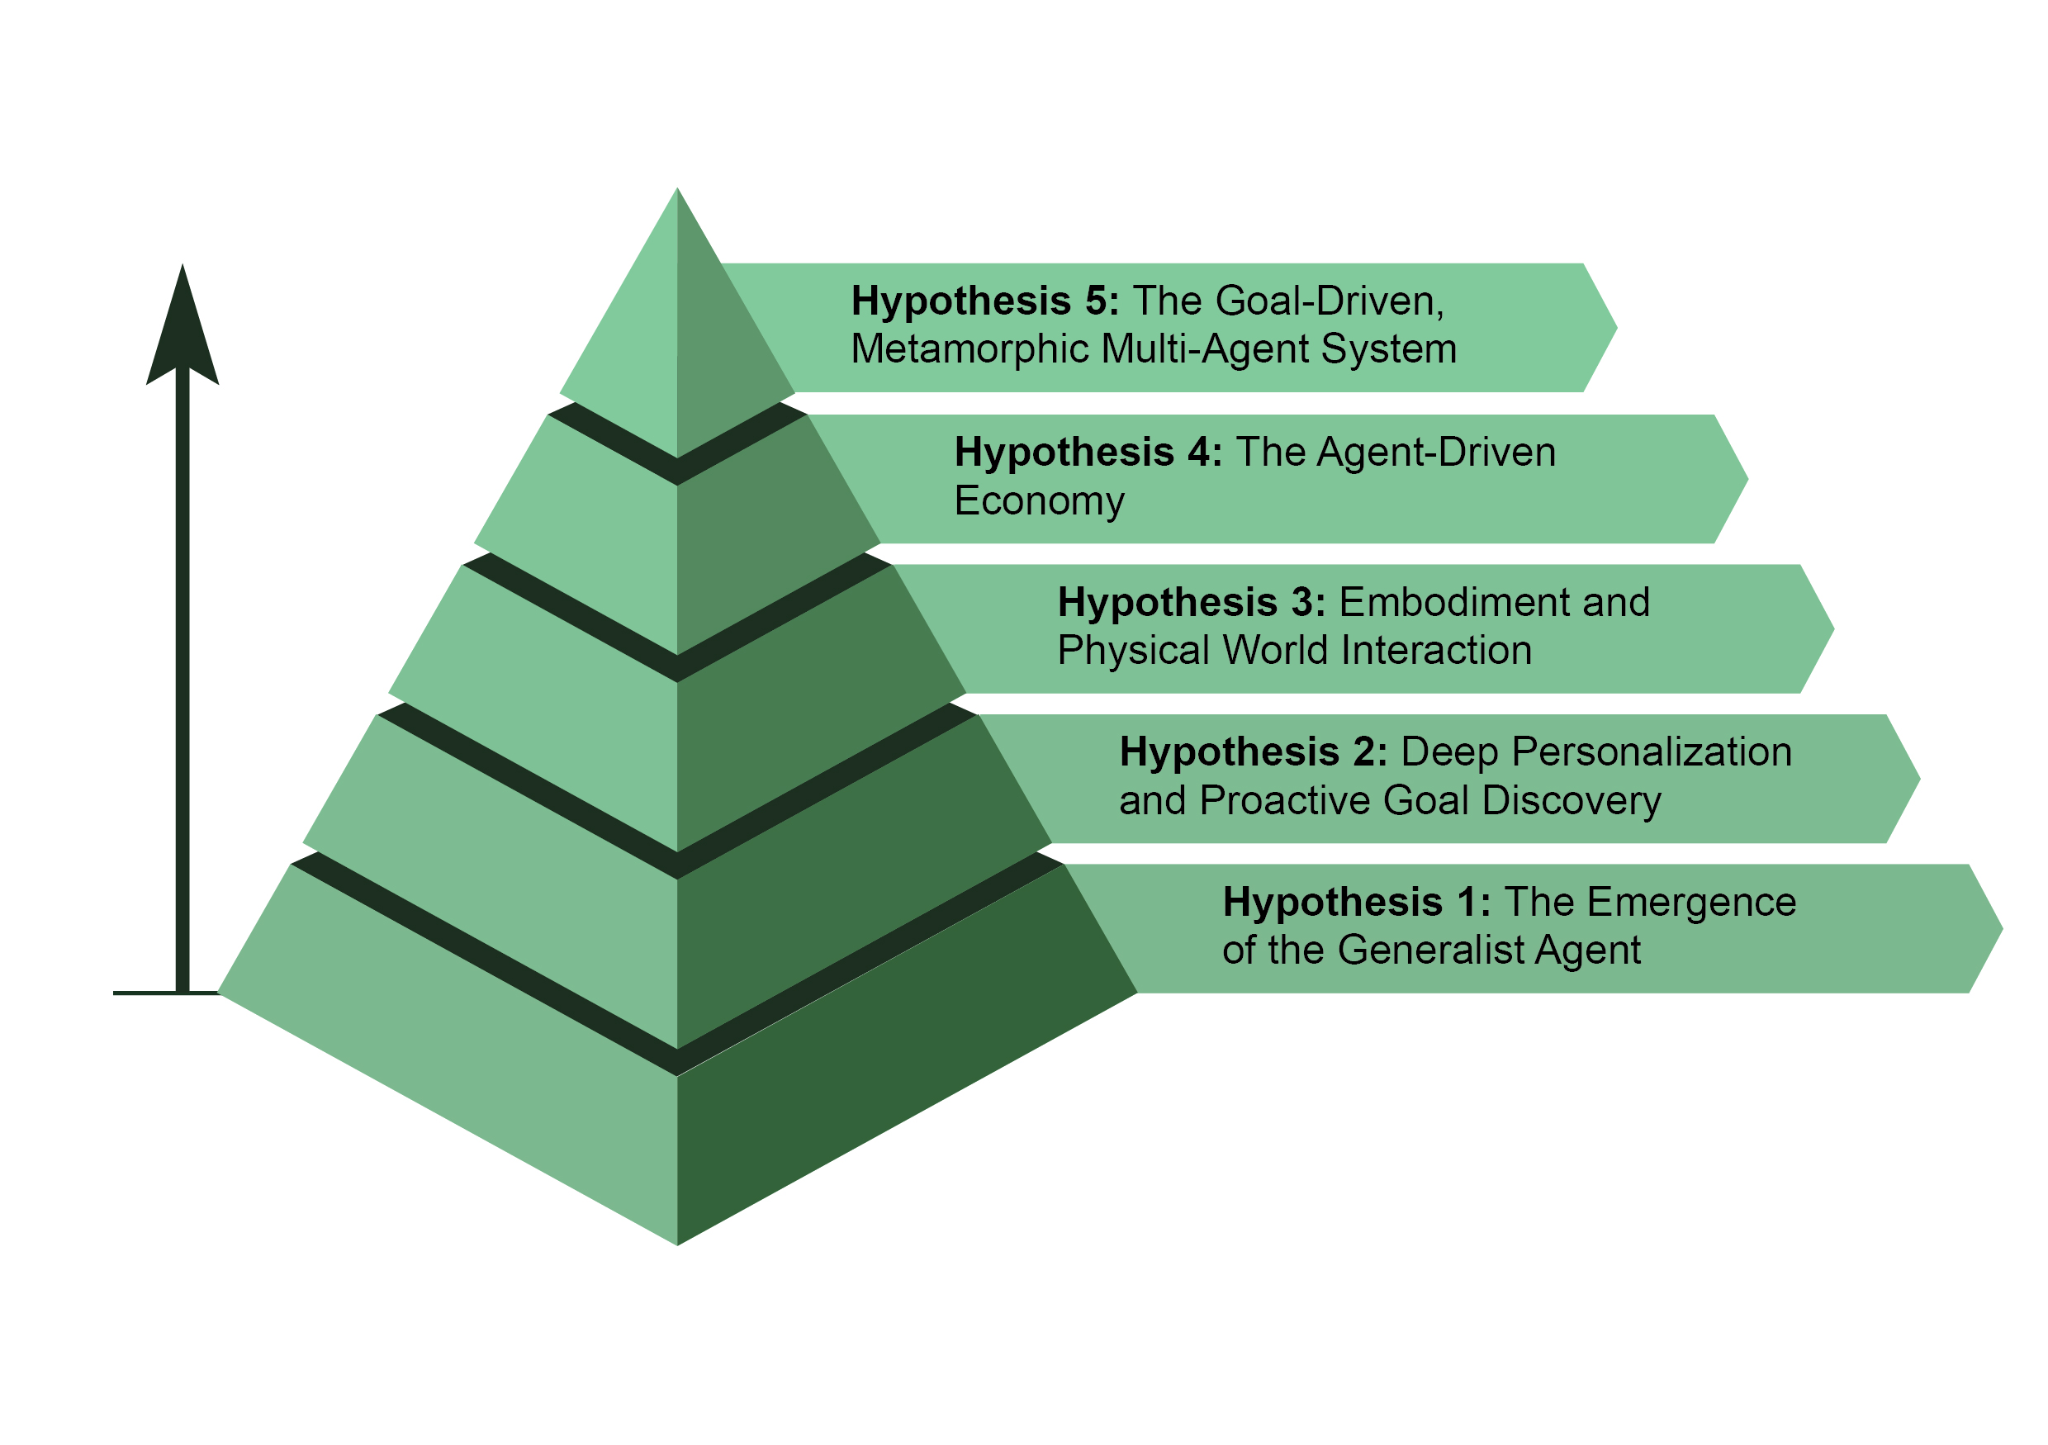 Hypothesis 5: The Goal-Driven,
Metamorphic Multi-Agent System
Hypothesis 4: The Agent-Driven
Economy
Hypothesis 3: Embodiment and
Physical World Interaction
Hypothesis 2: Deep Personalization
and Proactive Goal Discovery
Hypothesis 1: The Emergence
of the Generalist Agent